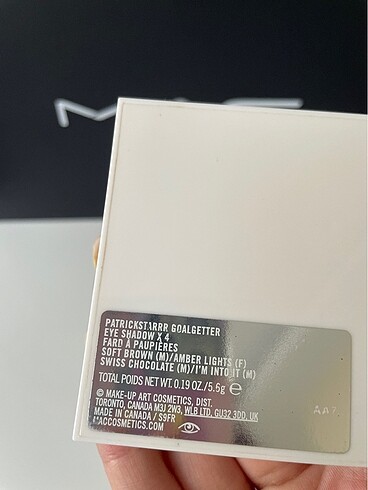 MAC
PATRICKSTARRR GOALGETTER
EYE SHADOW X 4
FARD À PAUPIÈRES
SOFT BROWN (M)/AMBER LIGHTS (F)
SWISS CHOCOLATE (M)/I'M INTO IT (M)
TOTAL POIDS NET WT. 0.19 OZ./5.6g e
© MAKE-UP ART COSMETICS, DIST.
TORONTO, CANADA M3J 2W3, WLB LTD, GU32 3DD, UK
MADE IN CANADA / S9FR
MACCOSMETICS.COM
AA7